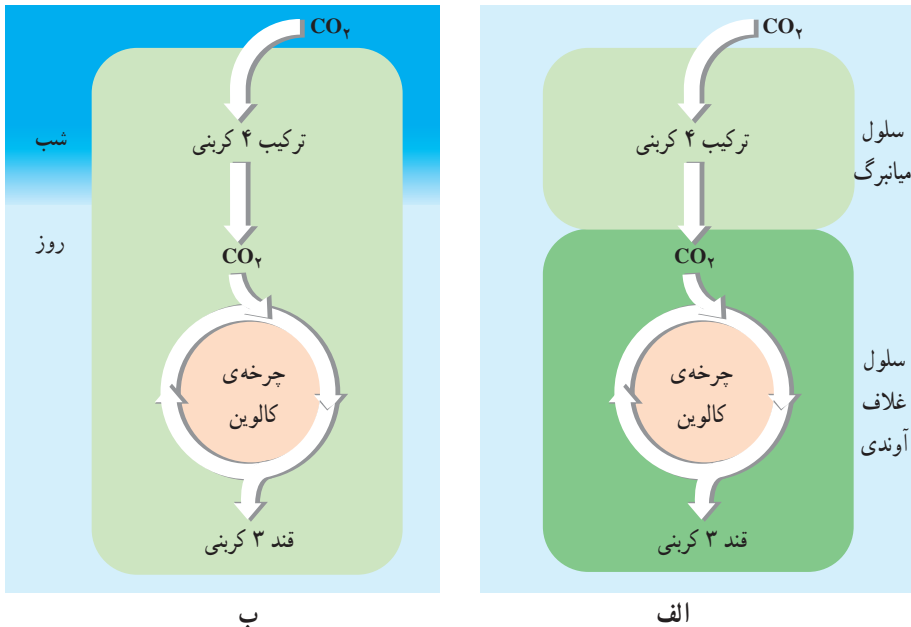 CO۲
ترکیب ۴ کربنی
سلول
میانبرگ
CO۲
چرخه‌ی
کالوین
سلول
غلاف
آوندی
قند ۳ کربنی
الف
CO۲
ترکیب ۴ کربنی
شب
روز
CO۲
چرخه‌ی
کالوین
قند ۳ کربنی
ب